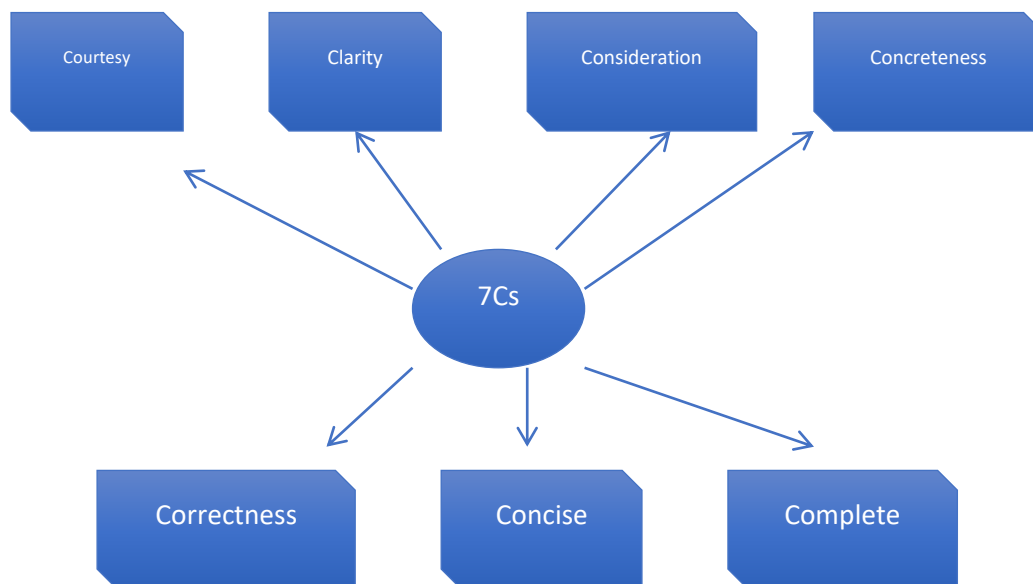 Courtesy
Clarity
Consideration
Concreteness
7Cs
Correctness
Concise
Complete